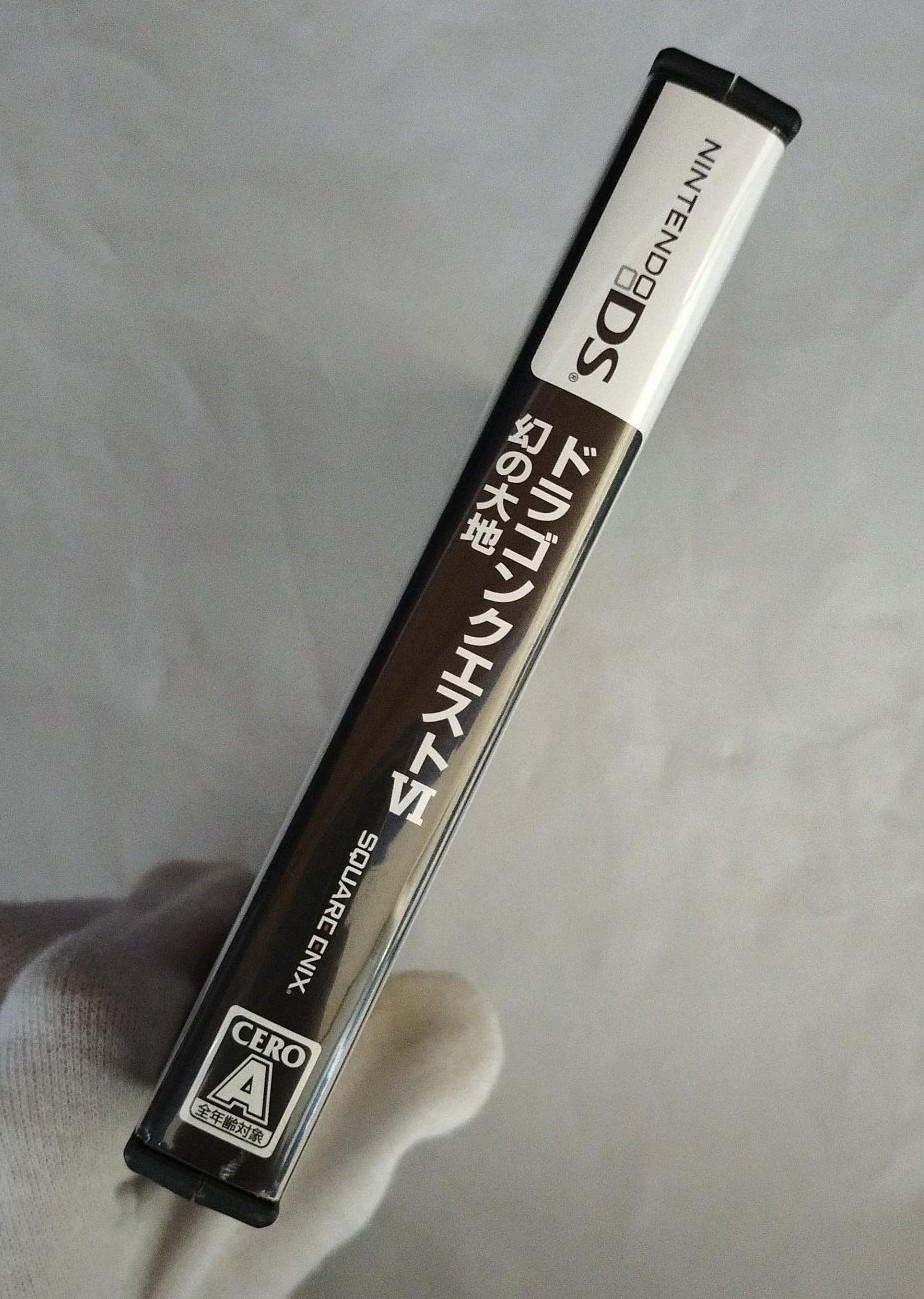 NINTENDO DS®
ドラゴンクエストVI
幻の大地
SQUARE ENIX®
CERO
A
全年齢対象